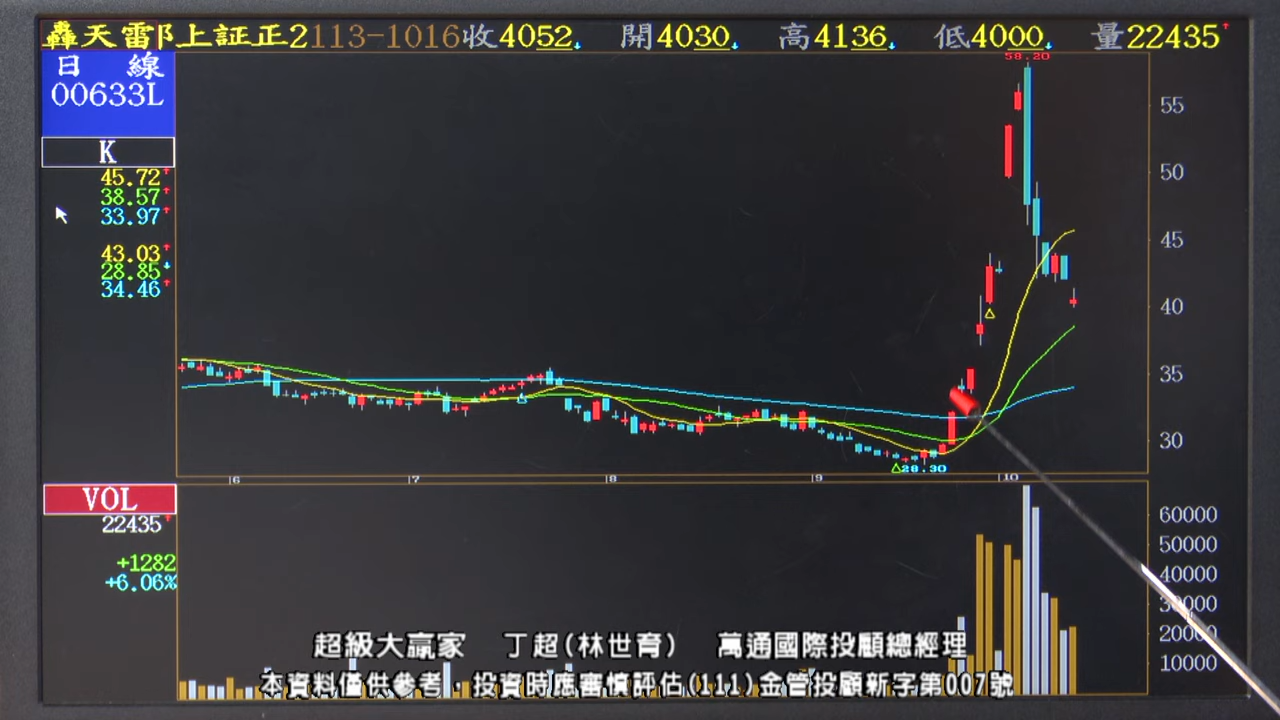 轟天雷 上証正2 113-1016 收4052 開4030 高4136 低4000 量22435
日 線
00633L
K
45.72
38.57
33.97
43.03
28.85
34.46
58.20
55
50
45
40
35
30
28.30
6 7 8 9 10
VOL
22435
+1282
+6.06%
60000
50000
40000
30000
20000
10000
超級大贏家 丁超(林世育) 萬通國際投顧總經理
本資料僅供參考,投資時應審慎評估(111)金管投顧新字第007號